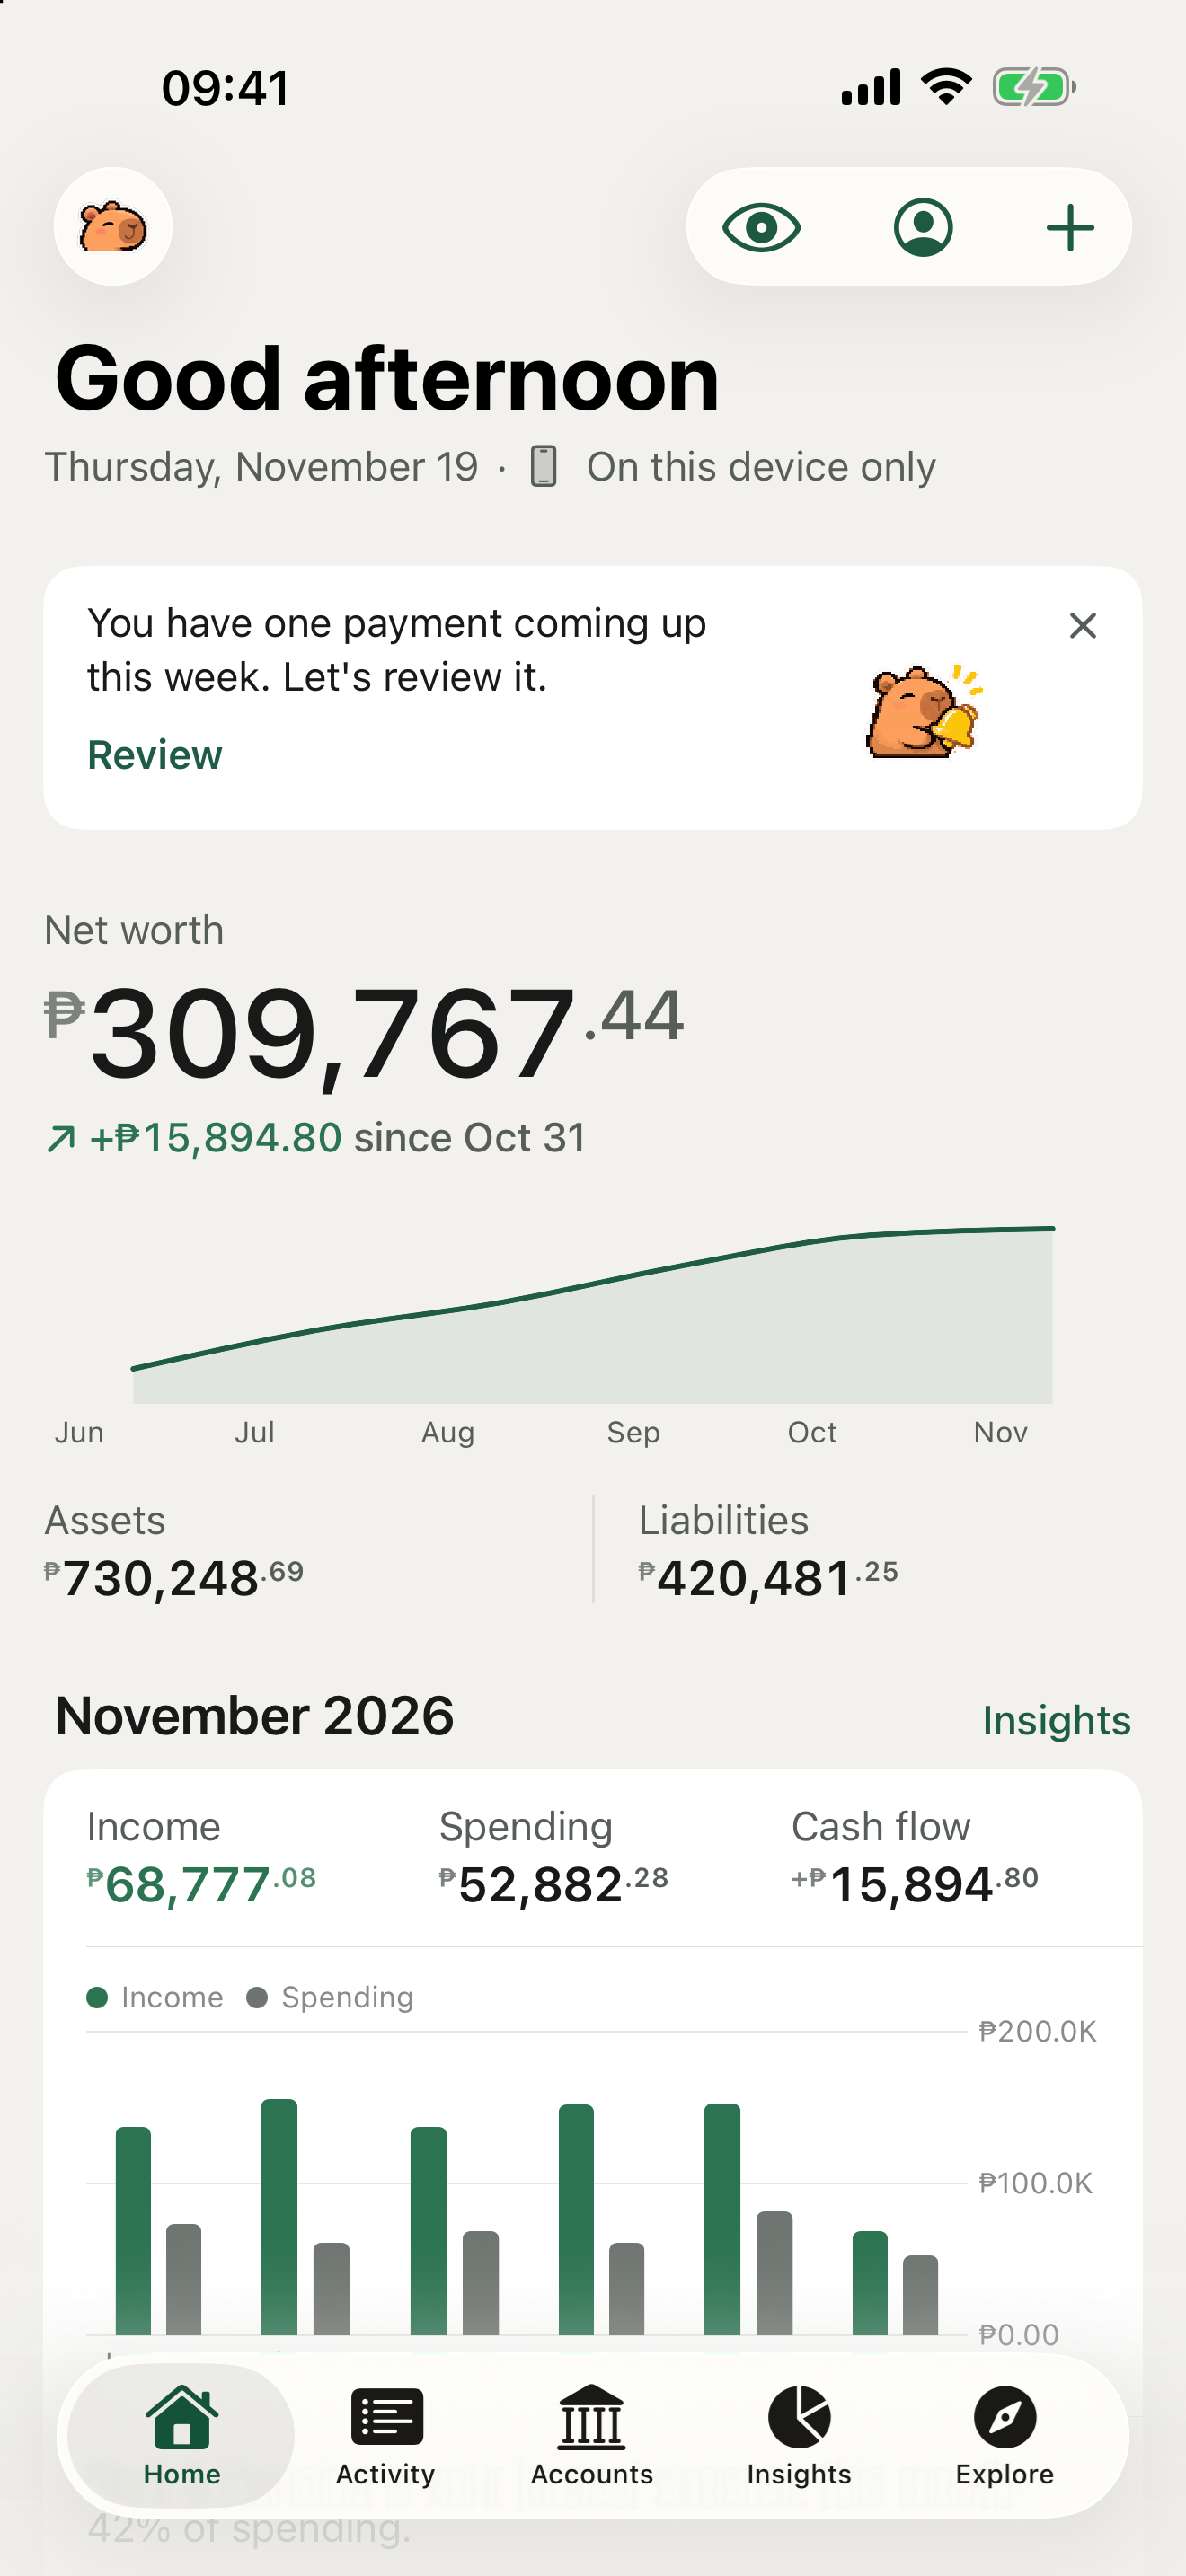 09:41
Good afternoon
Thursday, November 19 · On this device only
You have one payment coming up
this week. Let's review it.
Review
Net worth
₱309,767.44
+₱15,894.80 since Oct 31
Jun Jul Aug Sep Oct Nov
Assets
₱730,248.69
Liabilities
₱420,481.25
November 2026
Insights
Income
₱68,777.08
Spending
₱52,882.28
Cash flow
+₱15,894.80
Income Spending
₱200.0K
₱100.0K
₱0.00
Home Activity Accounts Insights Explore
42% of spending.